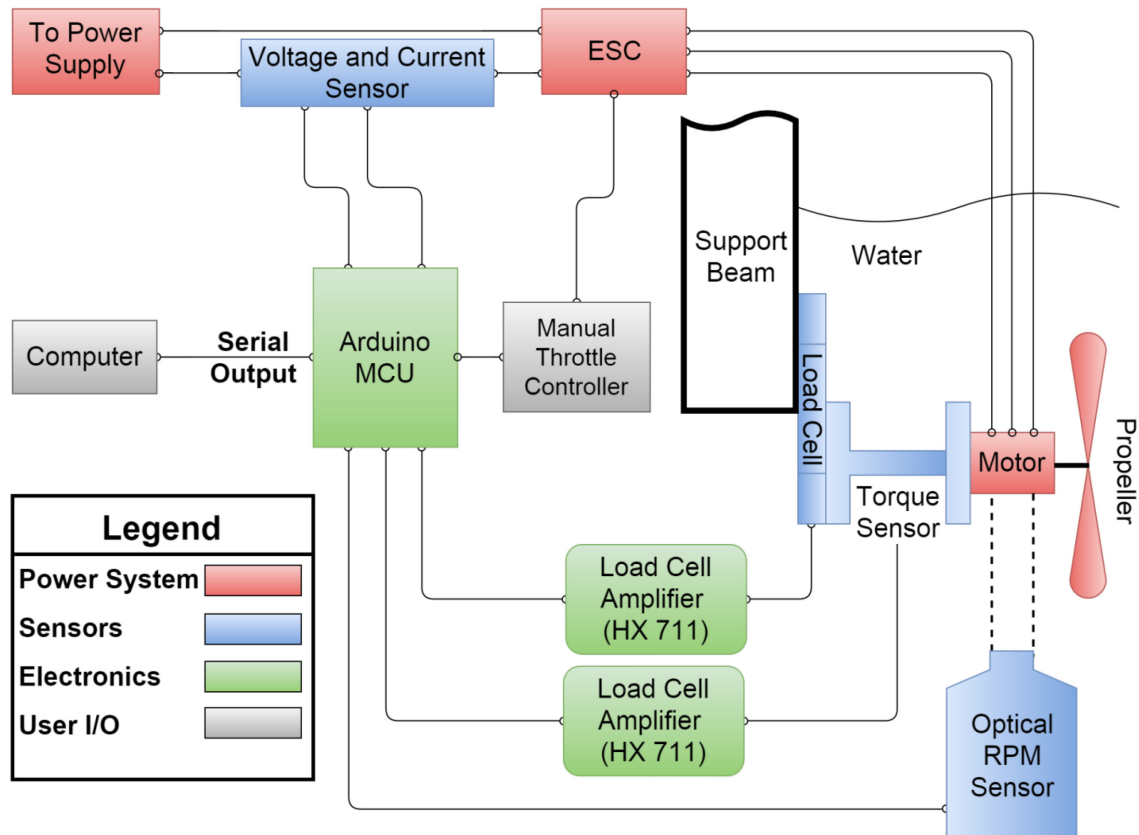 To Power
Supply
Voltage and Current
Sensor
ESC
Support
Beam
Water
Computer
Serial
Output
Arduino
MCU
Manual
Throttle
Controller
Load Cell
Motor
Propeller
Torque
Sensor
Legend
Power System
Sensors
Electronics
User I/O
Load Cell
Amplifier
(HX 711)
Load Cell
Amplifier
(HX 711)
Optical
RPM
Sensor